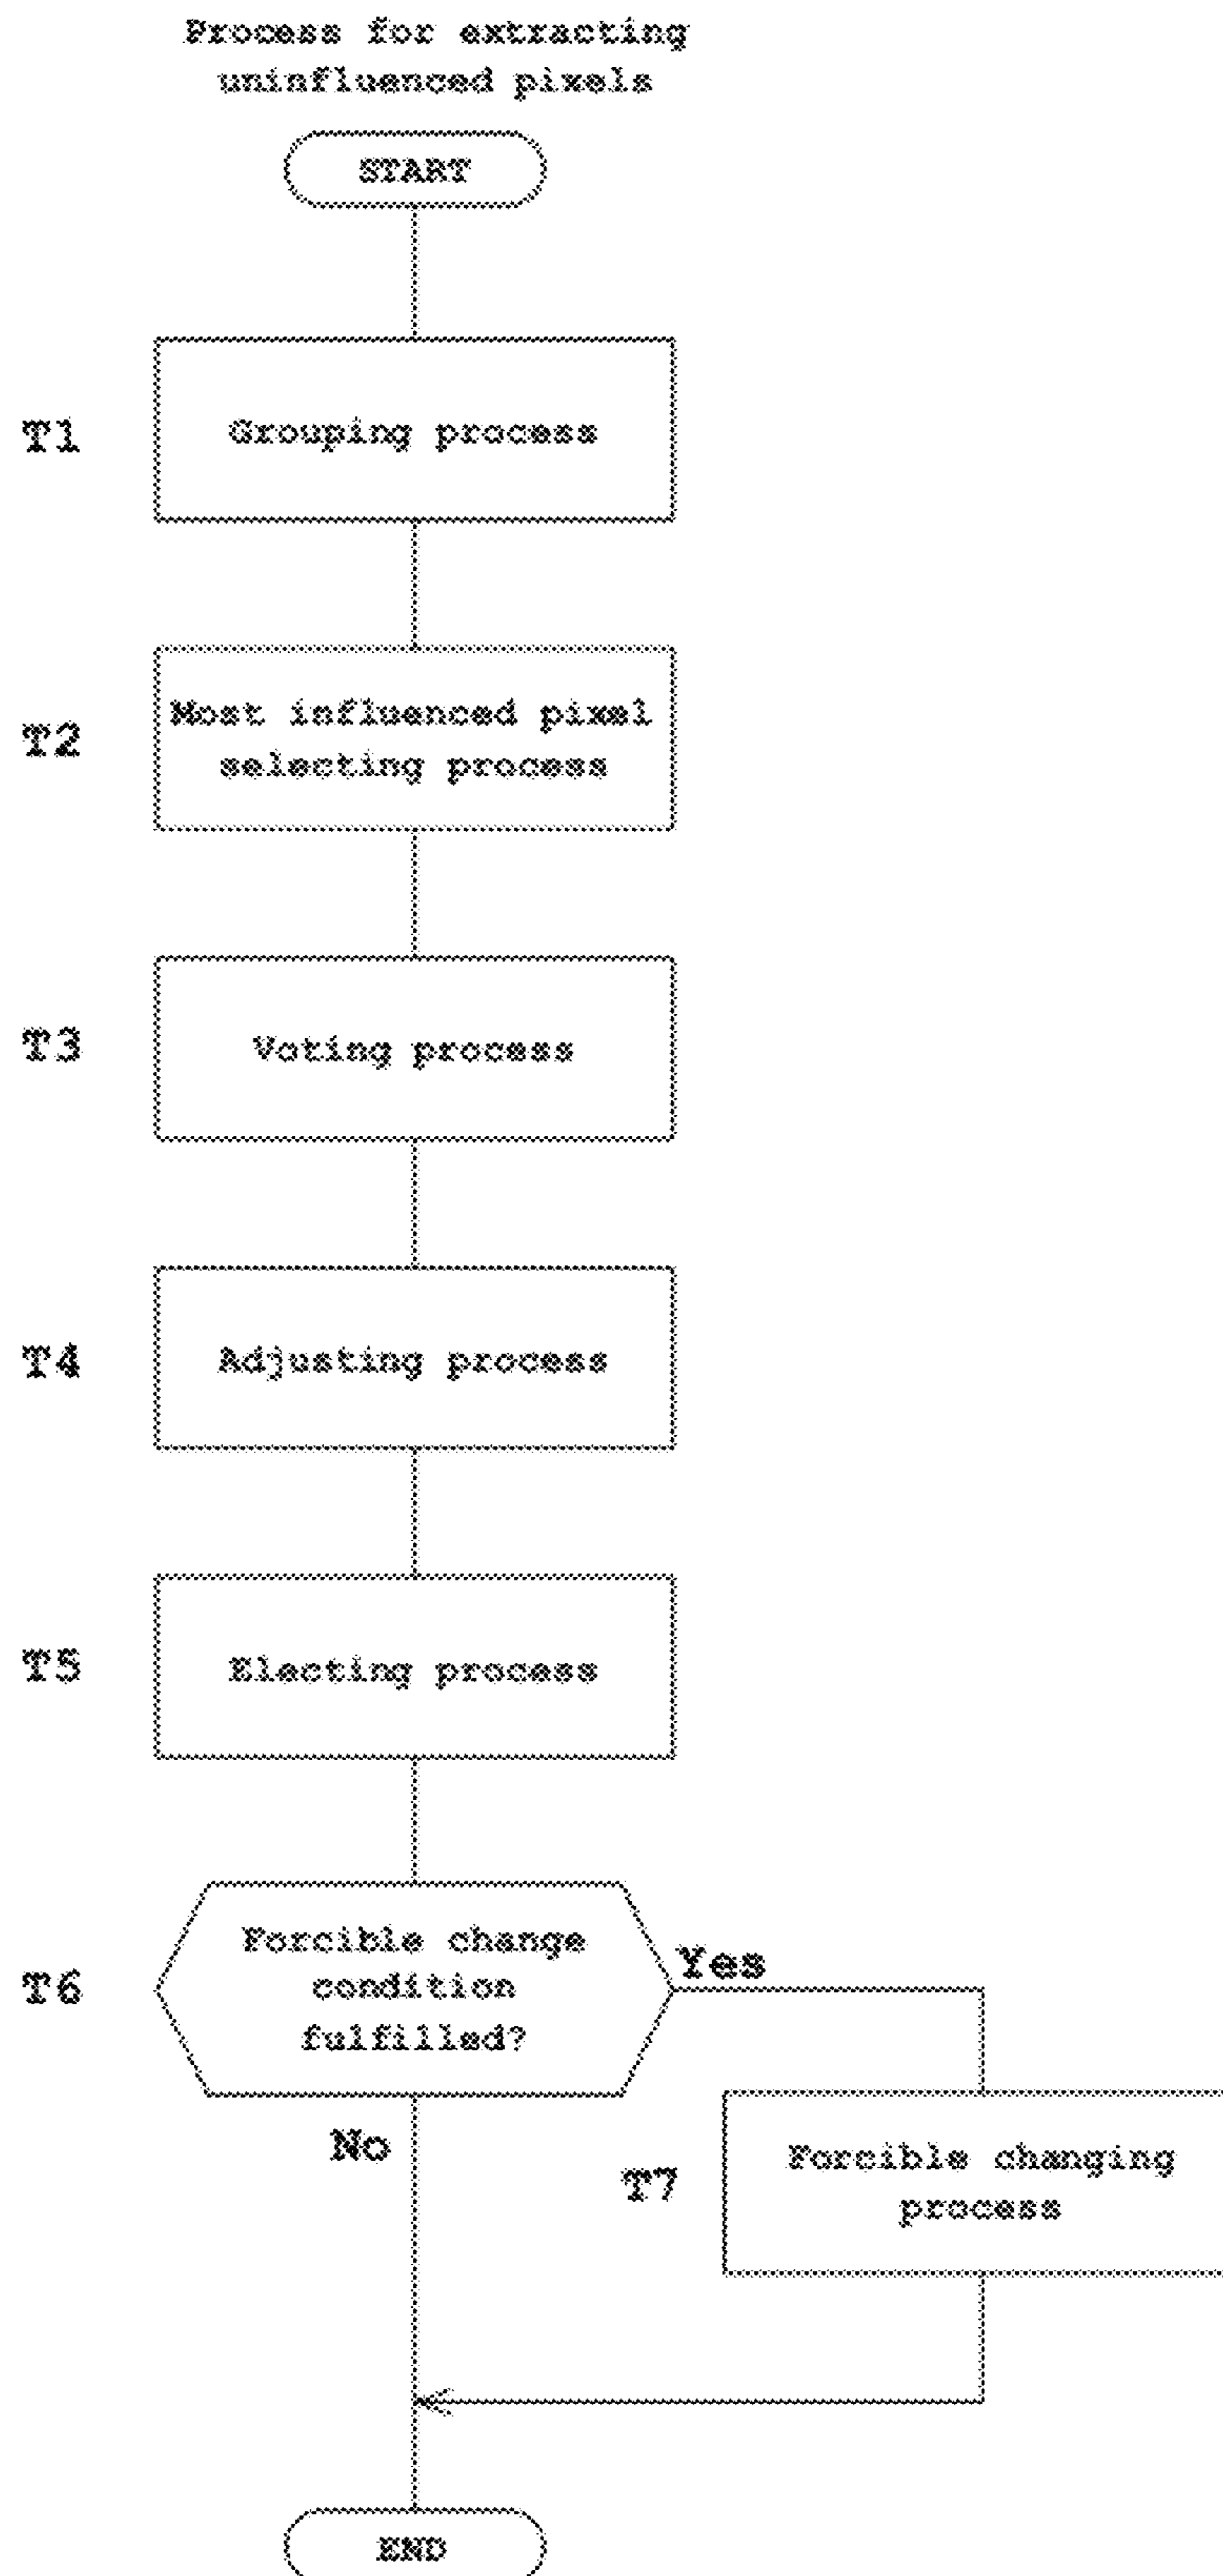 Process for extracting
uninfluenced pixels
START
T1
Grouping process
T2
Most influenced pixel
selecting process
T3
Voting process
T4
Adjusting process
T5
Electing process
T6
Forcible change
condition
fulfilled?
Yes
No
T7
Forcible changing
process
END